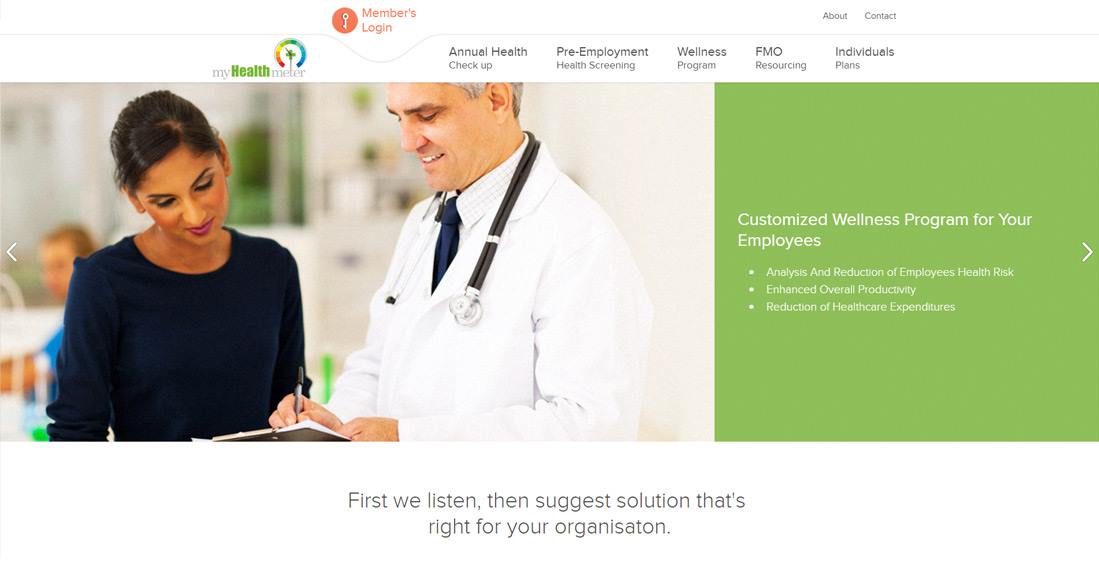 Member's
Login
About Contact
myHealthmeter
Annual Health
Check up
Pre-Employment
Health Screening
Wellness
Program
FMO
Resourcing
Individuals
Plans
Customized Wellness Program for Your
Employees
Analysis And Reduction of Employees Health Risk
Enhanced Overall Productivity
Reduction of Healthcare Expenditures
First we listen, then suggest solution that's
right for your organisaton.